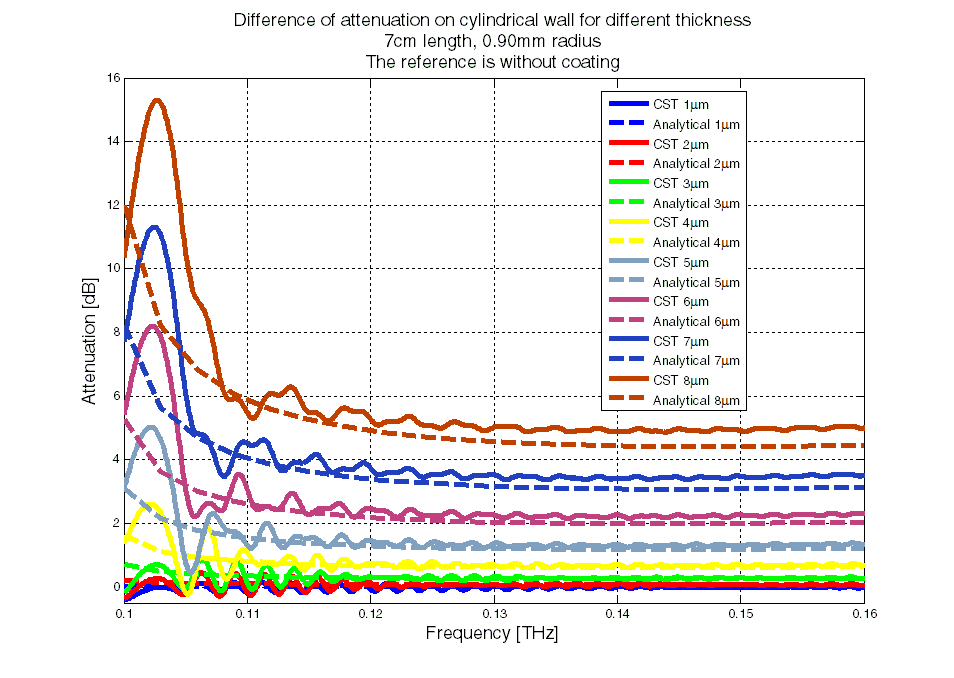 Difference of attenuation on cylindrical wall for different thickness
7cm length, 0.90mm radius
The reference is without coating
16
14
12
10
8
6
4
2
0
Attenuation [dB]
CST 1μm
Analytical 1μm
CST 2μm
Analytical 2μm
CST 3μm
Analytical 3μm
CST 4μm
Analytical 4μm
CST 5μm
Analytical 5μm
CST 6μm
Analytical 6μm
CST 7μm
Analytical 7μm
CST 8μm
Analytical 8μm
0.1 0.11 0.12 0.13 0.14 0.15 0.16
Frequency [THz]